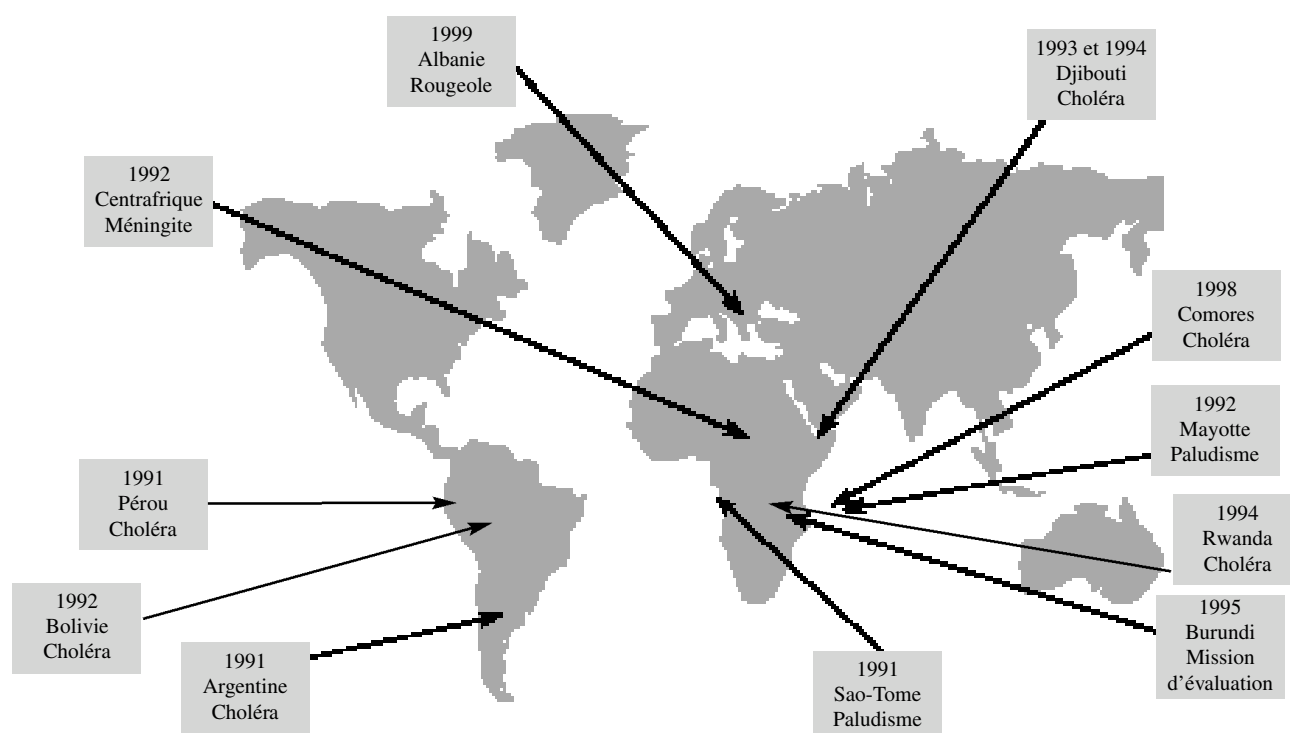 1999
Albanie
Rougeole
1993 et 1994
Djibouti
Choléra
1992
Centrafrique
Méningite
1998
Comores
Choléra
1992
Mayotte
Paludisme
1991
Pérou
Choléra
1994
Rwanda
Choléra
1992
Bolivie
Choléra
1995
Burundi
Mission
d'évaluation
1991
Argentine
Choléra
1991
Sao-Tome
Paludisme